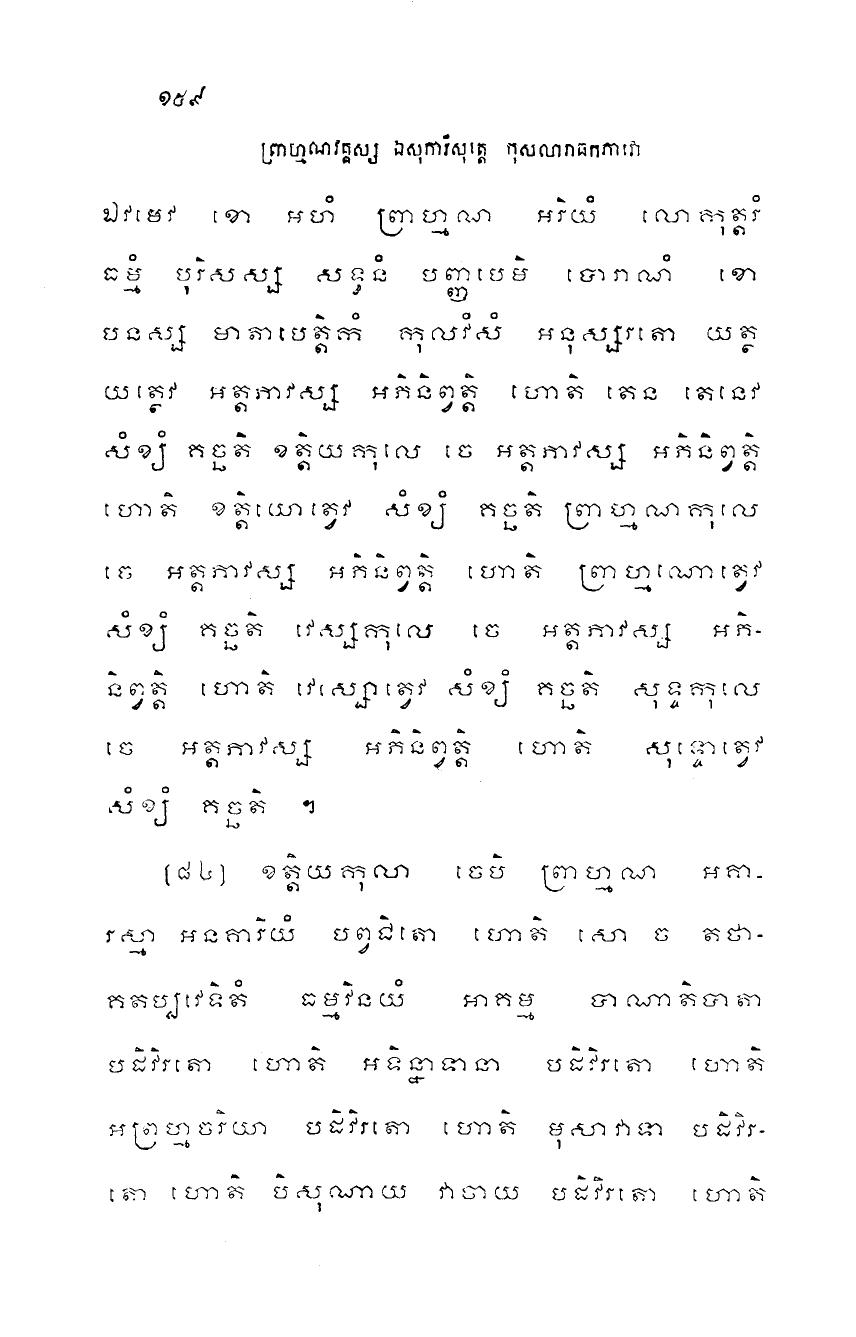 ១៥៩
ព្រាហ្មណវគ្គស្ស ឯសុការីសុត្តេ កុសលារាធកភាវោ
ឯវមេវ ខោ អហំ ព្រាហ្មណ អរិយំ លោកុត្តរំ
ធម្មំ បុរិសស្ស សទ្ធនំ បញ្ញបេមិ បោរាណំ ខោ
បនស្ស មាតាបេត្តិកំ កុលវំសំ អនុស្សរតោ យត្ថ
យត្ថេវ អត្តភាវស្ស អភិនិព្វត្តិ ហោតិ តេន តេនេវ
សំខ្យំ គច្ឆតិ ខត្តិយកុលេ ចេ អត្តភាវស្ស អភិនិព្វត្តិ
ហោតិ ខត្តិយោត្វេវ សំខ្យំ គច្ឆតិ ព្រាហ្មណកុលេ
ចេ អត្តភាវស្ស អភិនិព្វត្តិ ហោតិ ព្រាហ្មណោត្វេវ
សំខ្យំ គច្ឆតិ វេស្សកុលេ ចេ អត្តភាវស្ស អភិ-
និព្វត្តិ ហោតិ វេស្សោត្វេវ សំខ្យំ គច្ឆតិ សុទ្ទកុលេ
ចេ អត្តភាវស្ស អភិនិព្វត្តិ ហោតិ សុទ្ទោត្វេវ
សំខ្យំ គច្ឆតិ ។
[៨៤] ខត្តិយកុលា ចេបិ ព្រាហ្មណ អគា-
រស្មា អនគារិយំ បព្វជិតោ ហោតិ សោ ច តថា-
គតប្បវេទិតំ ធម្មវិនយំ អាគម្ម បាណាតិបាតា
បដិវិរតោ ហោតិ អទិន្នាទានា បដិវិរតោ ហោតិ
អព្រហ្មចរិយា បដិវិរតោ ហោតិ មុសាវាទា បដិវិរ-
តោ ហោតិ បិសុណាយ វាចាយ បដិវិរតោ ហោតិ